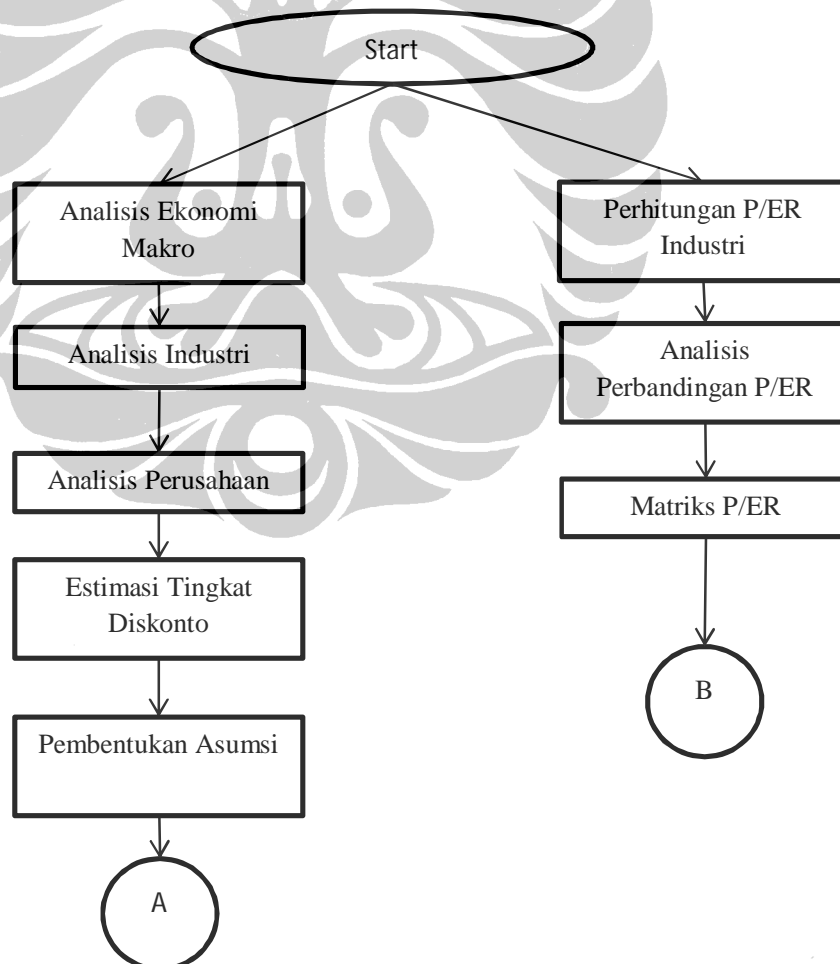 Start
Analisis Ekonomi
Makro
Analisis Industri
Analisis Perusahaan
Estimasi Tingkat
Diskonto
Pembentukan Asumsi
A
Perhitungan P/ER
Industri
Analisis
Perbandingan P/ER
Matriks P/ER
B